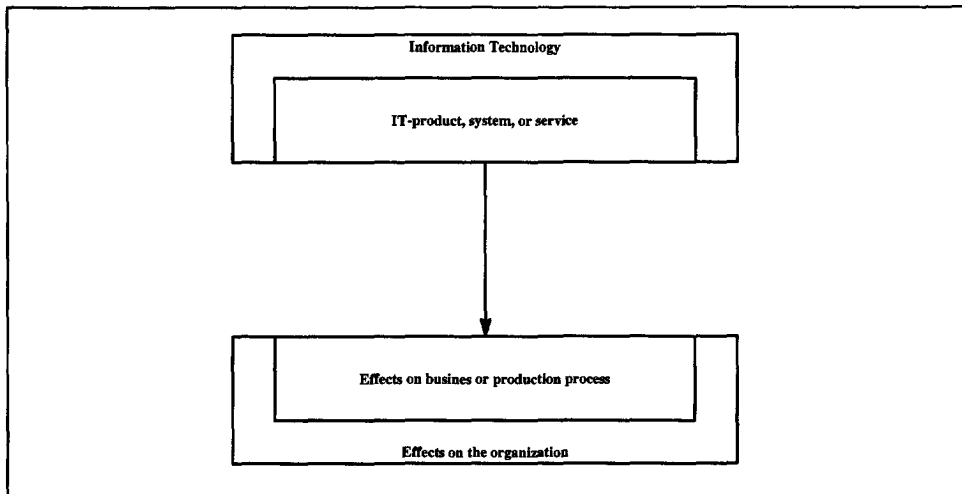 Information Technology
IT-product, system, or service
Effects on busines or production process
Effects on the organization